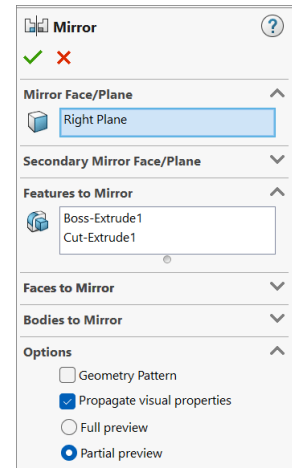 Mirror
?
Mirror Face/Plane
Right Plane
Secondary Mirror Face/Plane
Features to Mirror
Boss-Extrude1
Cut-Extrude1
Faces to Mirror
Bodies to Mirror
Options
Geometry Pattern
Propagate visual properties
Full preview
Partial preview